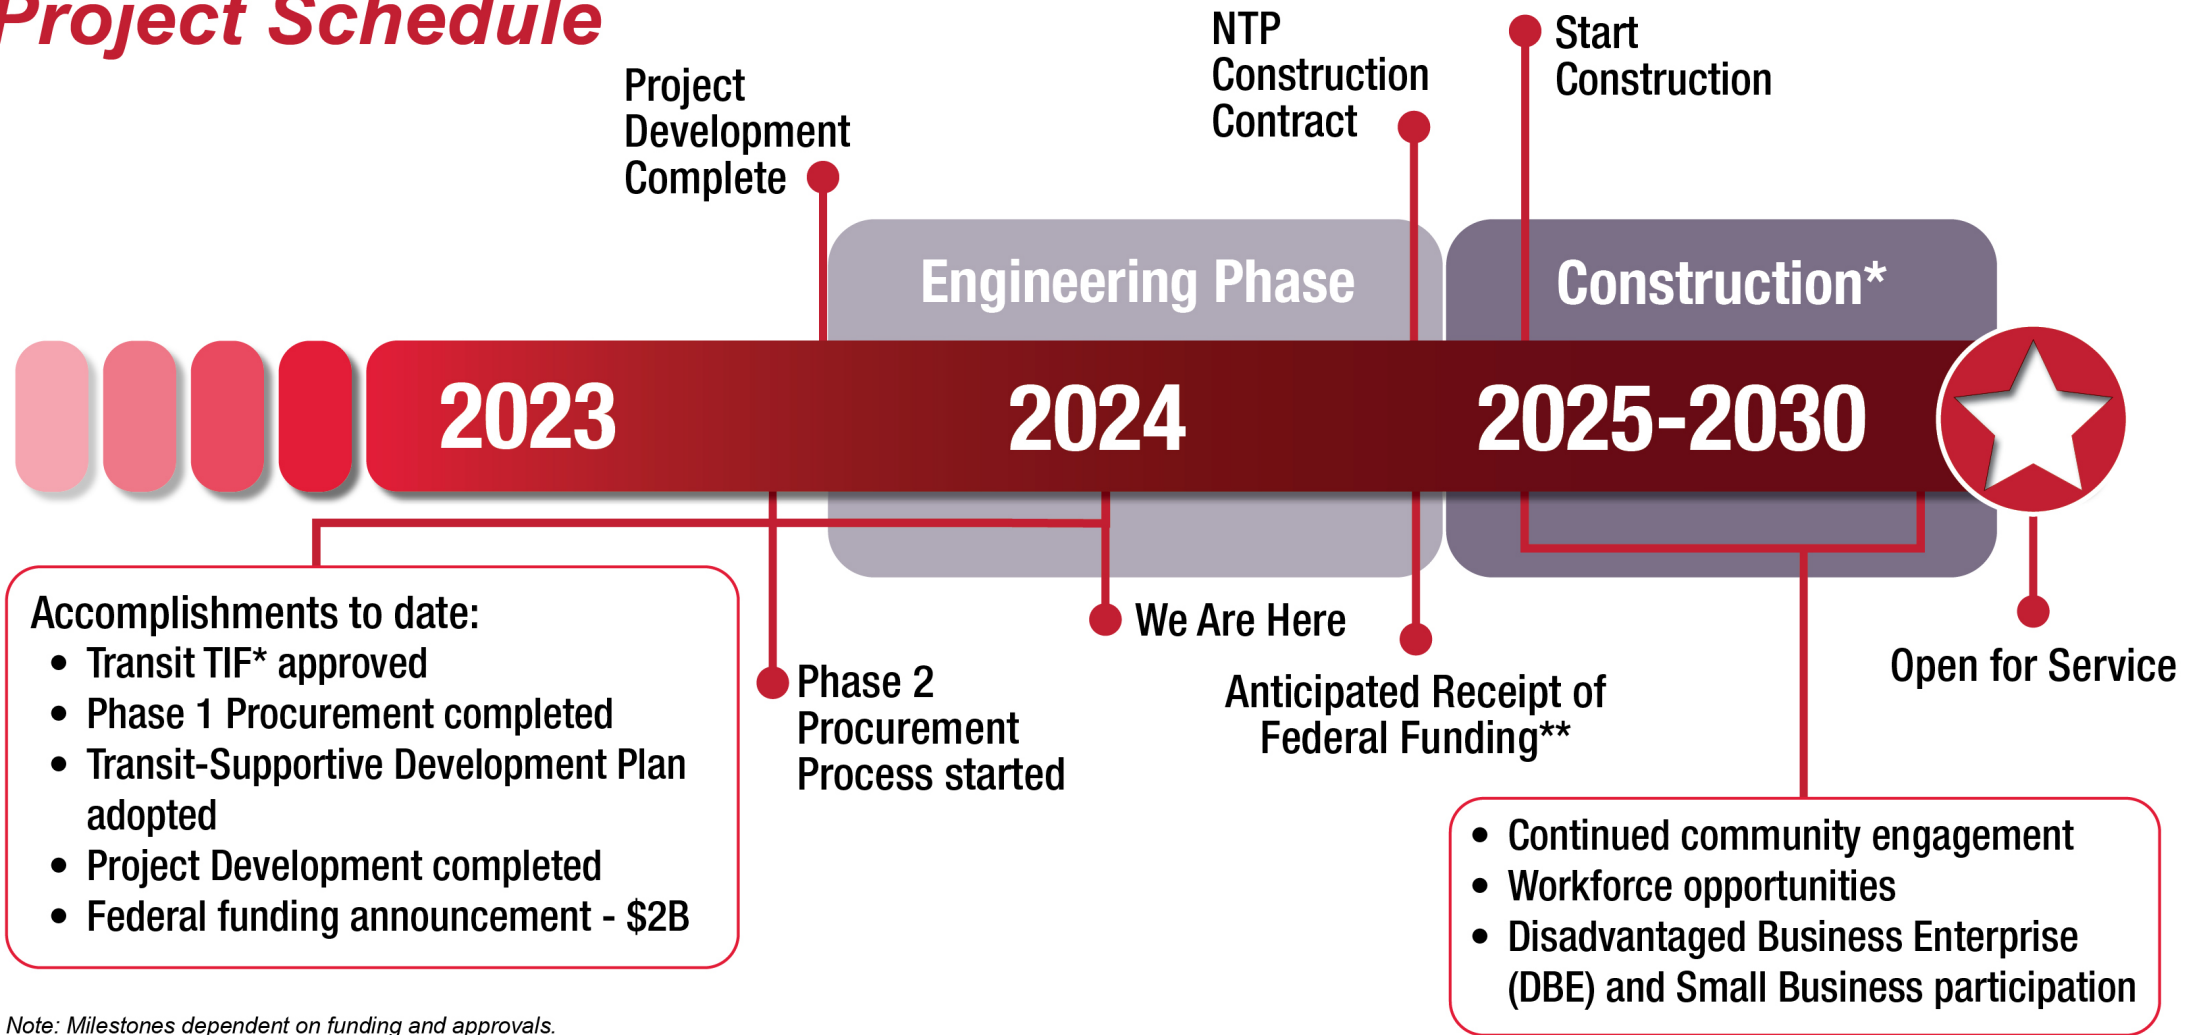 Project Schedule
Project
Development
Complete
NTP
Construction
Contract
Start
Construction
Engineering Phase
Construction*
2023
2024
2025-2030
Accomplishments to date:
• Transit TIF* approved
• Phase 1 Procurement completed
• Transit-Supportive Development Plan
adopted
• Project Development completed
• Federal funding announcement - $2B
Phase 2
Procurement
Process started
We Are Here
Anticipated Receipt of
Federal Funding**
Open for Service
• Continued community engagement
• Workforce opportunities
• Disadvantaged Business Enterprise
(DBE) and Small Business participation
Note: Milestones dependent on funding and approvals.